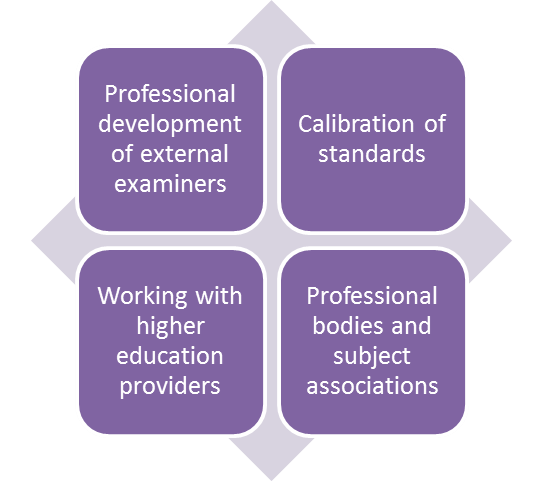 Professional
development
of external
examiners
Calibration of
standards
Working with
higher
education
providers
Professional
bodies and
subject
associations